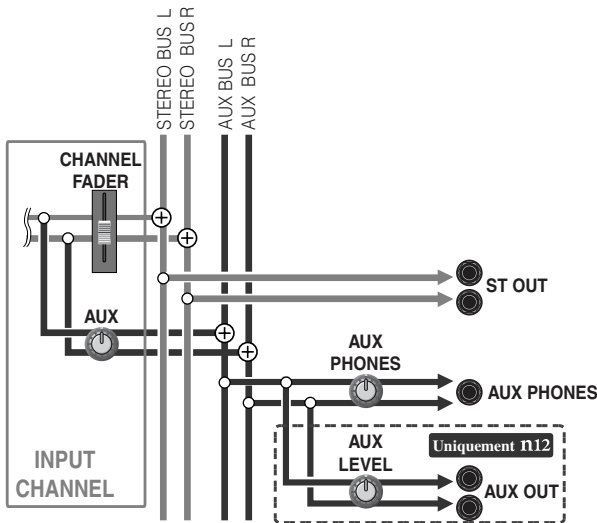 STEREO BUS L
STEREO BUS R
AUX BUS L
AUX BUS R
CHANNEL
FADER
ST OUT
AUX
AUX
PHONES
AUX PHONES
Uniquement n12
AUX
LEVEL
AUX OUT
INPUT
CHANNEL